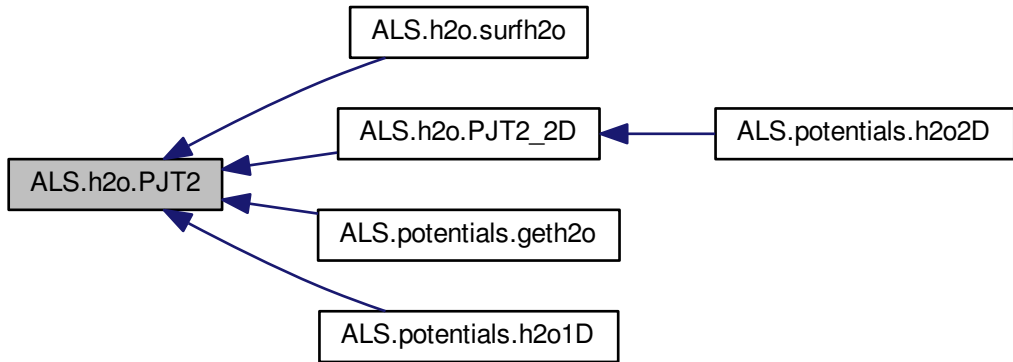 ALS.h2o.surfh2o
ALS.h2o.PJT2_2D
ALS.potentials.h2o2D
ALS.h2o.PJT2
ALS.potentials.geth2o
ALS.potentials.h2o1D